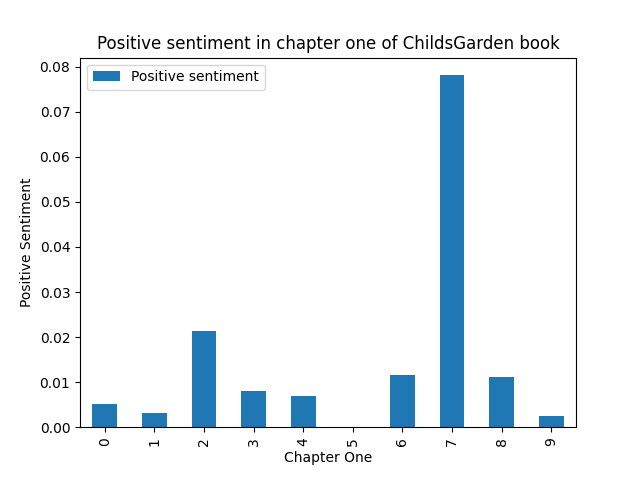 Positive sentiment in chapter one of ChildsGarden book
Positive sentiment
0.08
0.07
0.06
0.05
0.04
0.03
0.02
0.01
0.00
Positive Sentiment
0 1 2 3 4 5 6 7 8 9
Chapter One